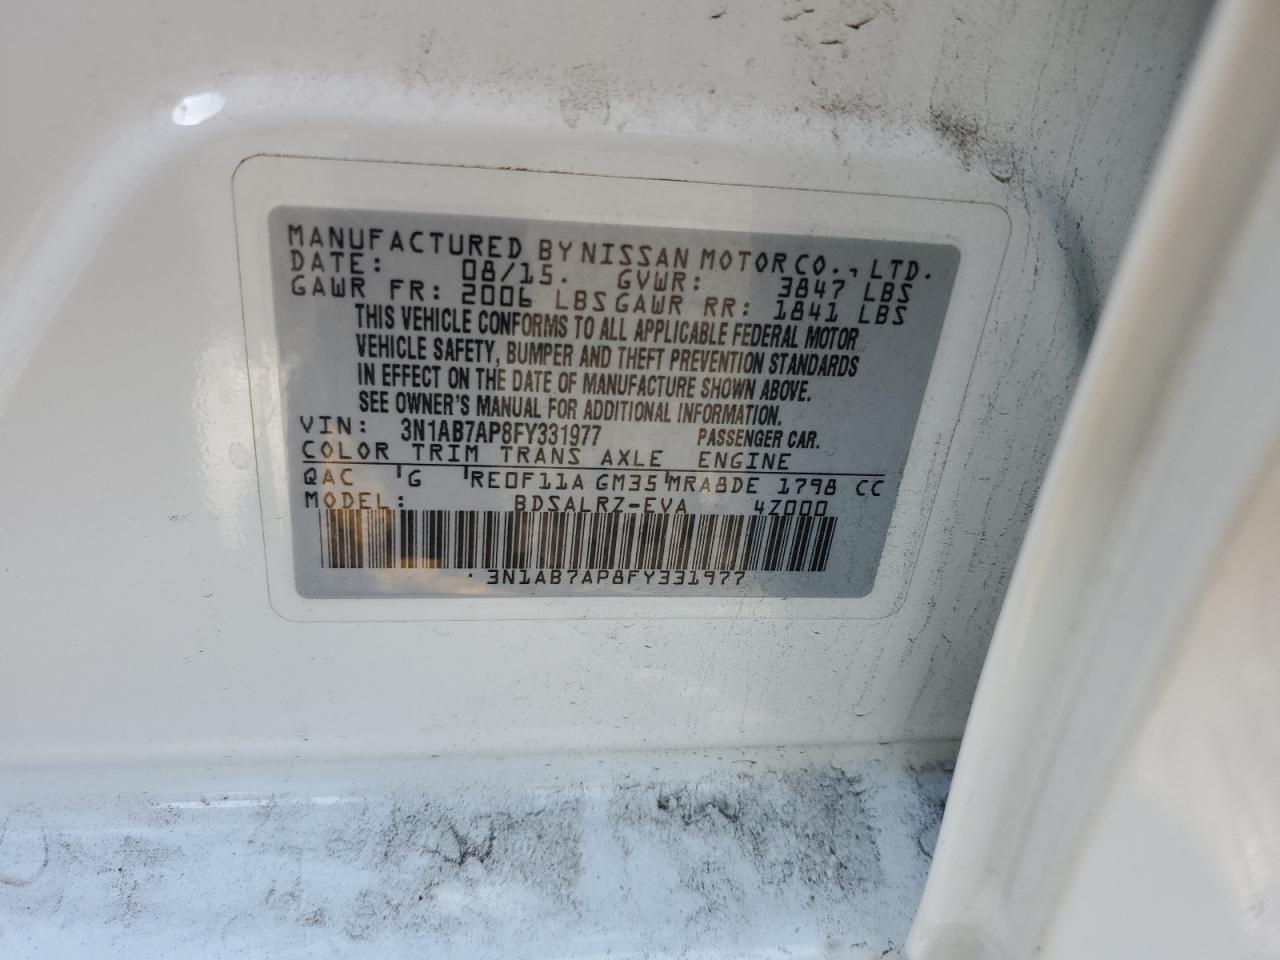 MANUFACTURED BY NISSAN MOTOR CO., LTD.
DATE: 08/15. GVWR: 3847 LBS
GAWR FR: 2006 LBS GAWR RR: 1841 LBS
THIS VEHICLE CONFORMS TO ALL APPLICABLE FEDERAL MOTOR
VEHICLE SAFETY, BUMPER AND THEFT PREVENTION STANDARDS
IN EFFECT ON THE DATE OF MANUFACTURE SHOWN ABOVE.
SEE OWNER'S MANUAL FOR ADDITIONAL INFORMATION.
VIN: 3N1AB7AP8FY331977 PASSENGER CAR.
COLOR TRIM TRANS AXLE ENGINE
QAC G RE0F11A GM35 MRA8DE 1798 CC
MODEL: BDSALRZ-EVA 4Z000
3N1AB7AP8FY331977